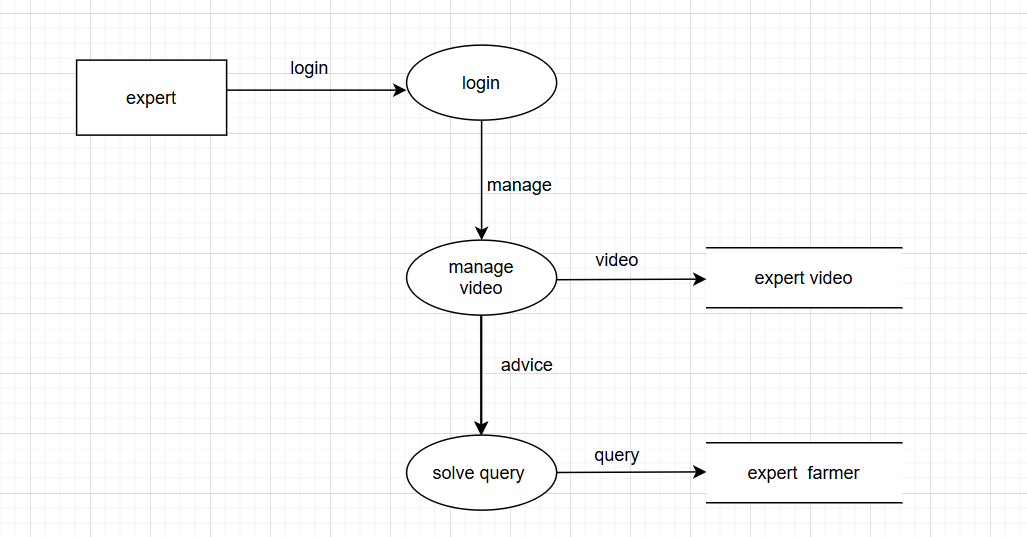 login
expert
login
manage
manage
video
video
expert video
advice
solve query
query
expert  farmer